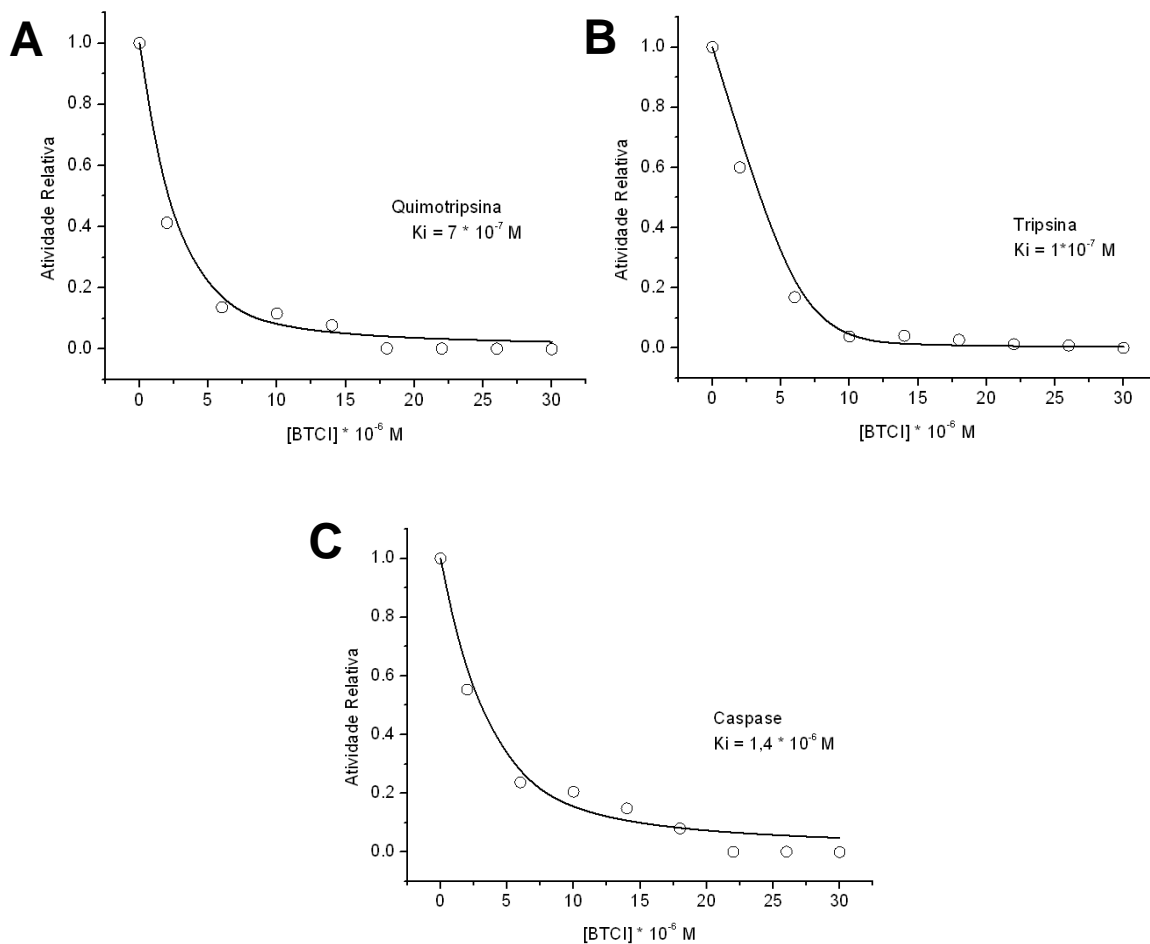 A
1.0
0.8
0.6
0.4
0.2
0.0
Atividade Relativa
Quimotripsina
Ki = 7 * 10⁻⁷ M
0 5 10 15 20 25 30
[BTCI] * 10⁻⁶ M
B
1.0
0.8
0.6
0.4
0.2
0.0
Atividade Relativa
Tripsina
Ki = 1*10⁻⁷ M
0 5 10 15 20 25 30
[BTCI] * 10⁻⁶ M
C
1.0
0.8
0.6
0.4
0.2
0.0
Atividade Relativa
Caspase
Ki = 1,4 * 10⁻⁶ M
0 5 10 15 20 25 30
[BTCI] * 10⁻⁶ M